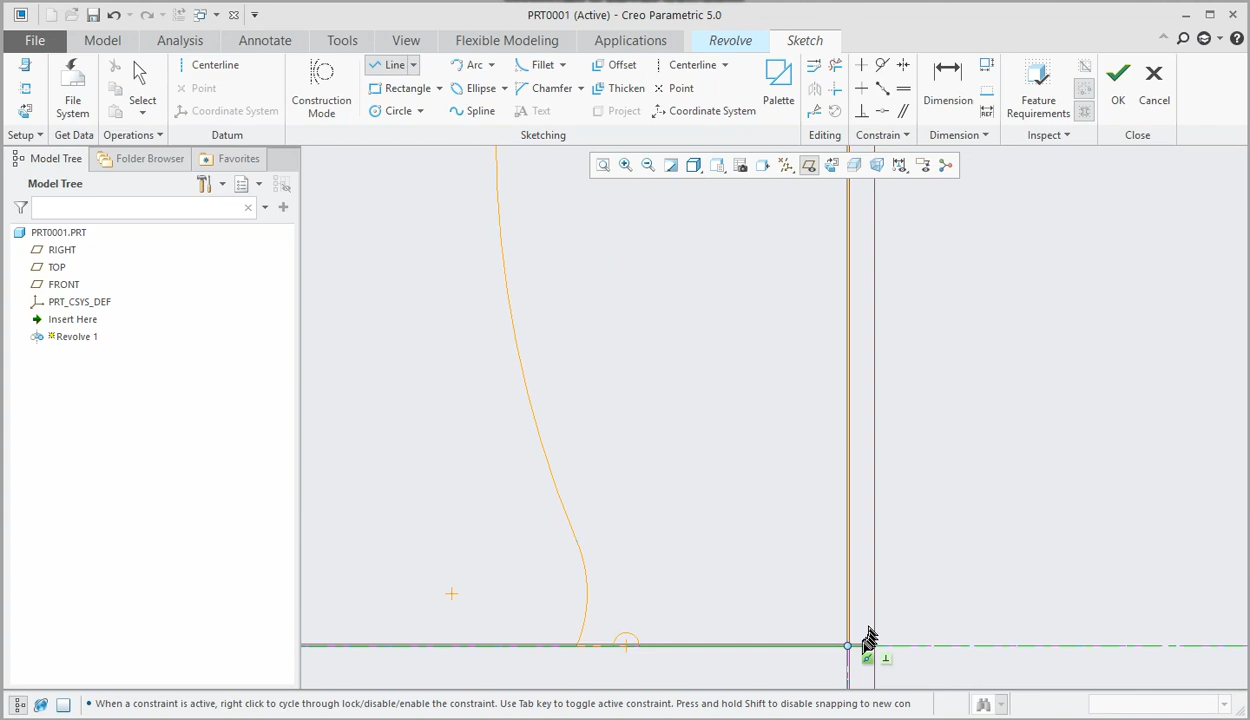 PRT0001 (Active) - Creo Parametric 5.0
File Model Analysis Annotate Tools View Flexible Modeling Applications Revolve Sketch
Centerline Line Arc Fillet Offset Centerline
Point Rectangle Ellipse Chamfer Thicken Point
File System Select Construction Mode Palette Dimension Feature Requirements OK Cancel
Coordinate System Circle Spline Text Project Coordinate System
Setup Get Data Operations Datum Sketching Editing Constrain Dimension Inspect Close
Model Tree Folder Browser Favorites
Model Tree
PRT0001.PRT
RIGHT
TOP
FRONT
PRT_CSYS_DEF
Insert Here
Revolve 1
When a constraint is active, right click to cycle through lock/disable/enable the constraint. Use Tab key to toggle active constraint. Press and hold Shift to disable snapping to new con